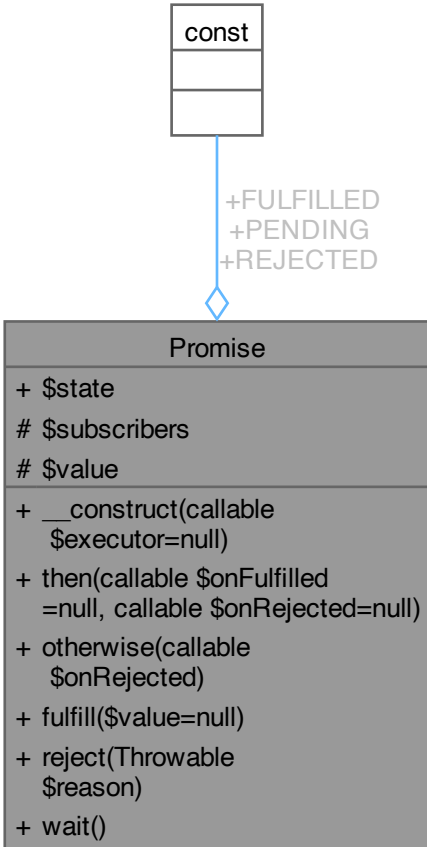 const
+FULFILLED
+PENDING
+REJECTED
Promise
+ $state
# $subscribers
# $value
+ __construct(callable
$executor=null)
+ then(callable $onFulfilled
=null, callable $onRejected=null)
+ otherwise(callable
$onRejected)
+ fulfill($value=null)
+ reject(Throwable
$reason)
+ wait()